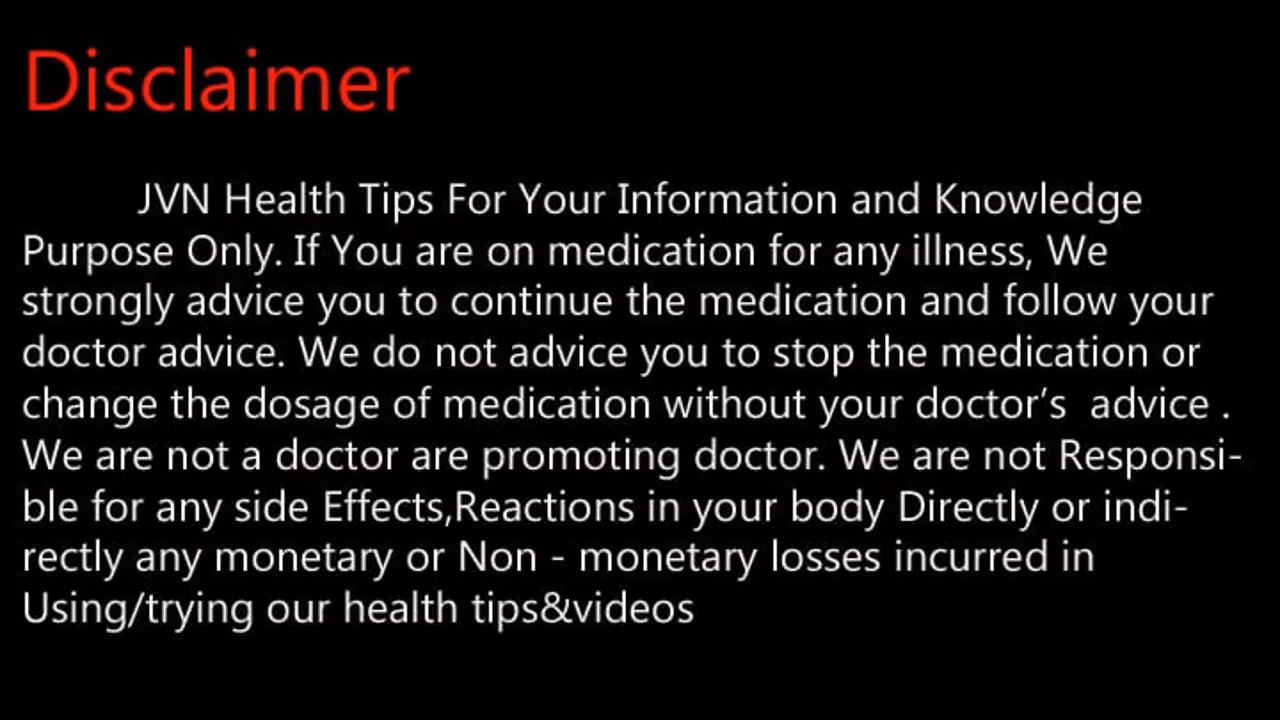 Disclaimer
JVN Health Tips For Your Information and Knowledge
Purpose Only. If You are on medication for any illness, We
strongly advice you to continue the medication and follow your
doctor advice. We do not advice you to stop the medication or
change the dosage of medication without your doctor's  advice .
We are not a doctor are promoting doctor. We are not Responsi-
ble for any side Effects,Reactions in your body Directly or indi-
rectly any monetary or Non - monetary losses incurred in
Using/trying our health tips&videos